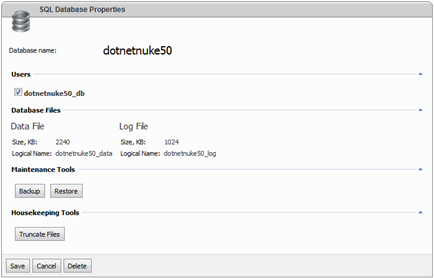 SQL Database Properties
Database name: dotnetnuke50
Users
dotnetnuke50_db
Database Files
Data File Log File
Size, KB: 2240 Size, KB: 1024
Logical Name: dotnetnuke50_data Logical Name: dotnetnuke50_log
Maintenance Tools
Backup Restore
Housekeeping Tools
Truncate Files
Save Cancel Delete